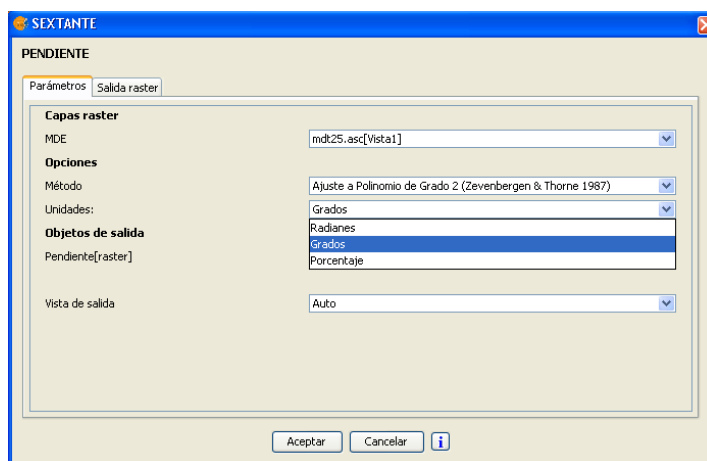 SEXTANTE
PENDIENTE
Parámetros Salida raster
Capas raster
MDE mdt25.asc[Vista1]
Opciones
Método Ajuste a Polinomio de Grado 2 (Zevenbergen & Thorne 1987)
Unidades: Grados
Radianes
Objetos de salida Grados
Pendiente[raster] Porcentaje
Vista de salida Auto
Aceptar Cancelar i